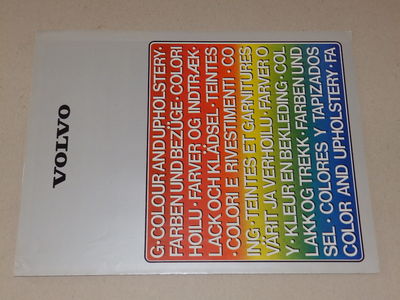 VOLVO
G·COLOUR AND UPHOLSTERY·
FARBEN UND BEZÜGE·COLORI
HOILU·FARVER OG INDTRÆK·
LACK OCH KLÄDSEL·TEINTES
·COLORI E RIVESTIMENTI·CO
ING·TEINTES ET GARNITURES
VÄRIT JA VERHOILU·FARVER O
Y·KLEUR EN BEKLEDING·COL
LAKK OG TREKK·FARBEN UND
SEL·COLORES Y TAPIZADOS
COLOR AND UPHOLSTERY·FA